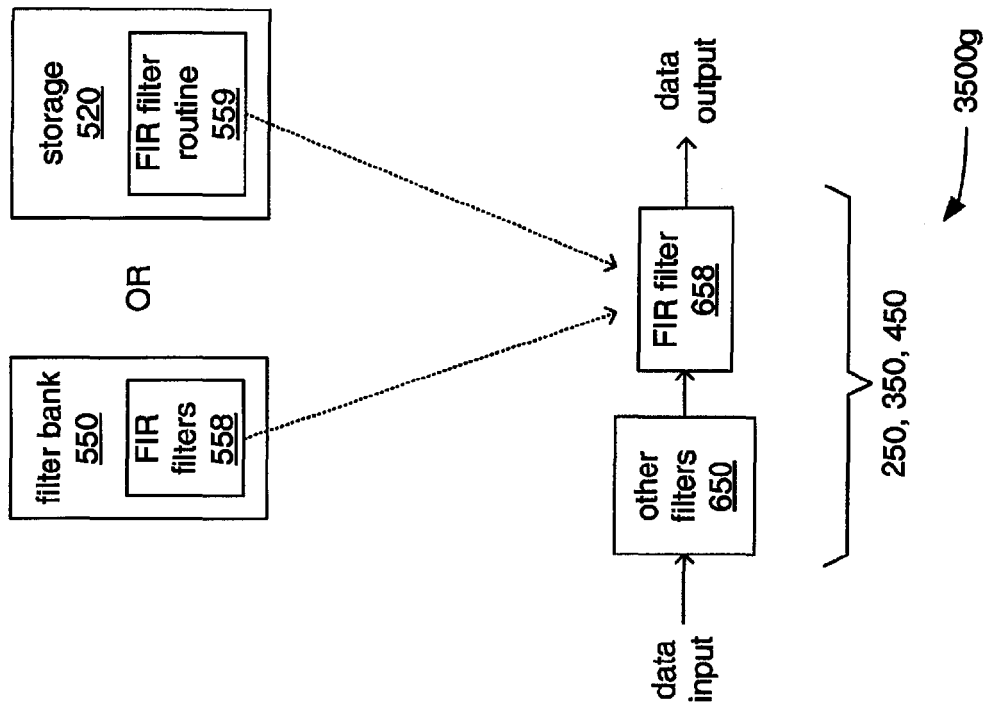 filter bank
550
FIR
filters
558
OR
storage
520
FIR filter
routine
559
data
input
other
filters
650
FIR filter
658
data
output
250, 350, 450
3500g